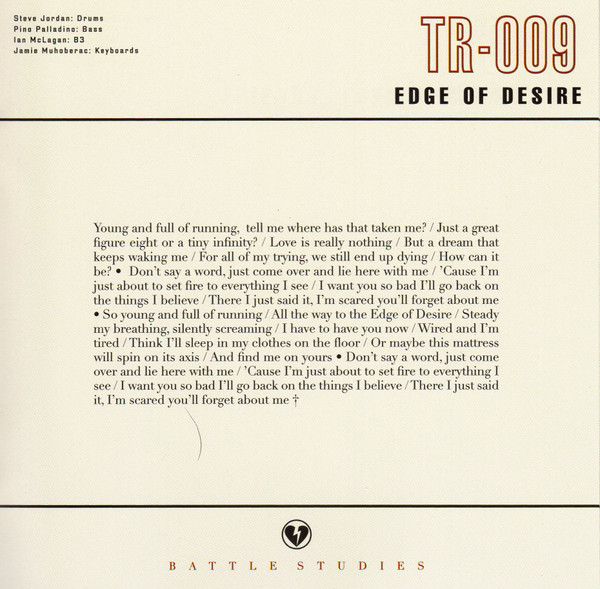 Steve Jordan: Drums
Pino Palladino: Bass
Ian McLagan: B3
Jamie Muhoberac: Keyboards
TR-009
EDGE OF DESIRE
Young and full of running, tell me where has that taken me? / Just a great
figure eight or a tiny infinity? / Love is really nothing / But a dream that
keeps waking me / For all of my trying, we still end up dying / How can it
be? • Don't say a word, just come over and lie here with me / 'Cause I'm
just about to set fire to everything I see / I want you so bad I'll go back on
the things I believe / There I just said it, I'm scared you'll forget about me
• So young and full of running / All the way to the Edge of Desire / Steady
my breathing, silently screaming / I have to have you now / Wired and I'm
tired / Think I'll sleep in my clothes on the floor / Or maybe this mattress
will spin on its axis / And find me on yours • Don't say a word, just come
over and lie here with me / 'Cause I'm just about to set fire to everything I
see / I want you so bad I'll go back on the things I believe / There I just said
it, I'm scared you'll forget about me †
BATTLE STUDIES